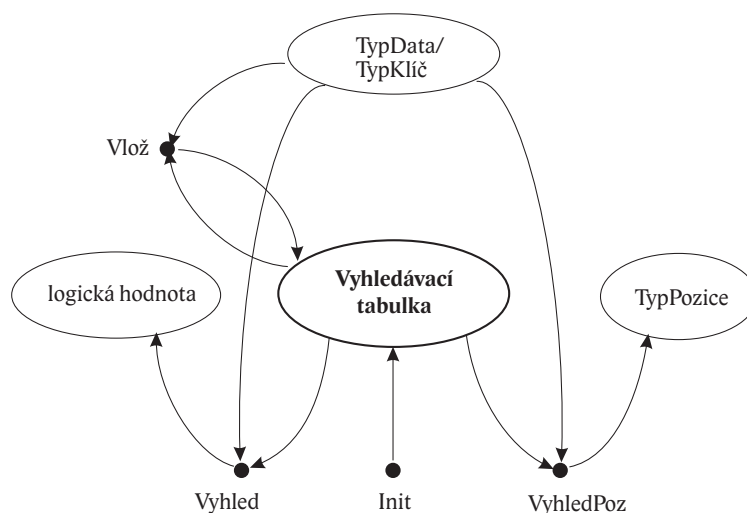 TypData/
TypKlíč
Vlož
logická hodnota
Vyhledávací
tabulka
TypPozice
Vyhled
Init
VyhledPoz